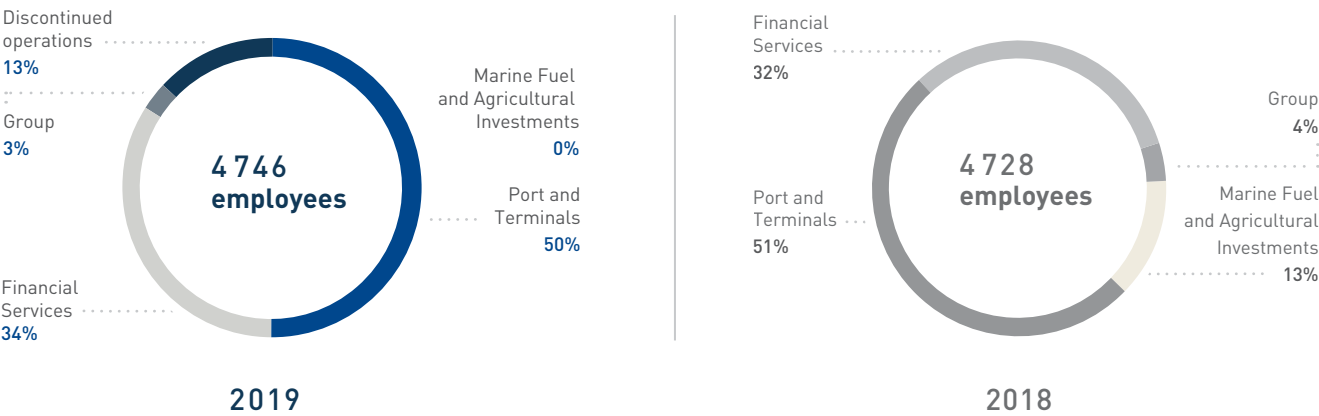 Discontinued
operations
13%
Group
3%
Financial
Services
34%
4 746
employees
Marine Fuel
and Agricultural
Investments
0%
Port and
Terminals
50%
2019
Financial
Services
32%
Port and
Terminals
51%
4 728
employees
Group
4%
Marine Fuel
and Agricultural
Investments
13%
2018